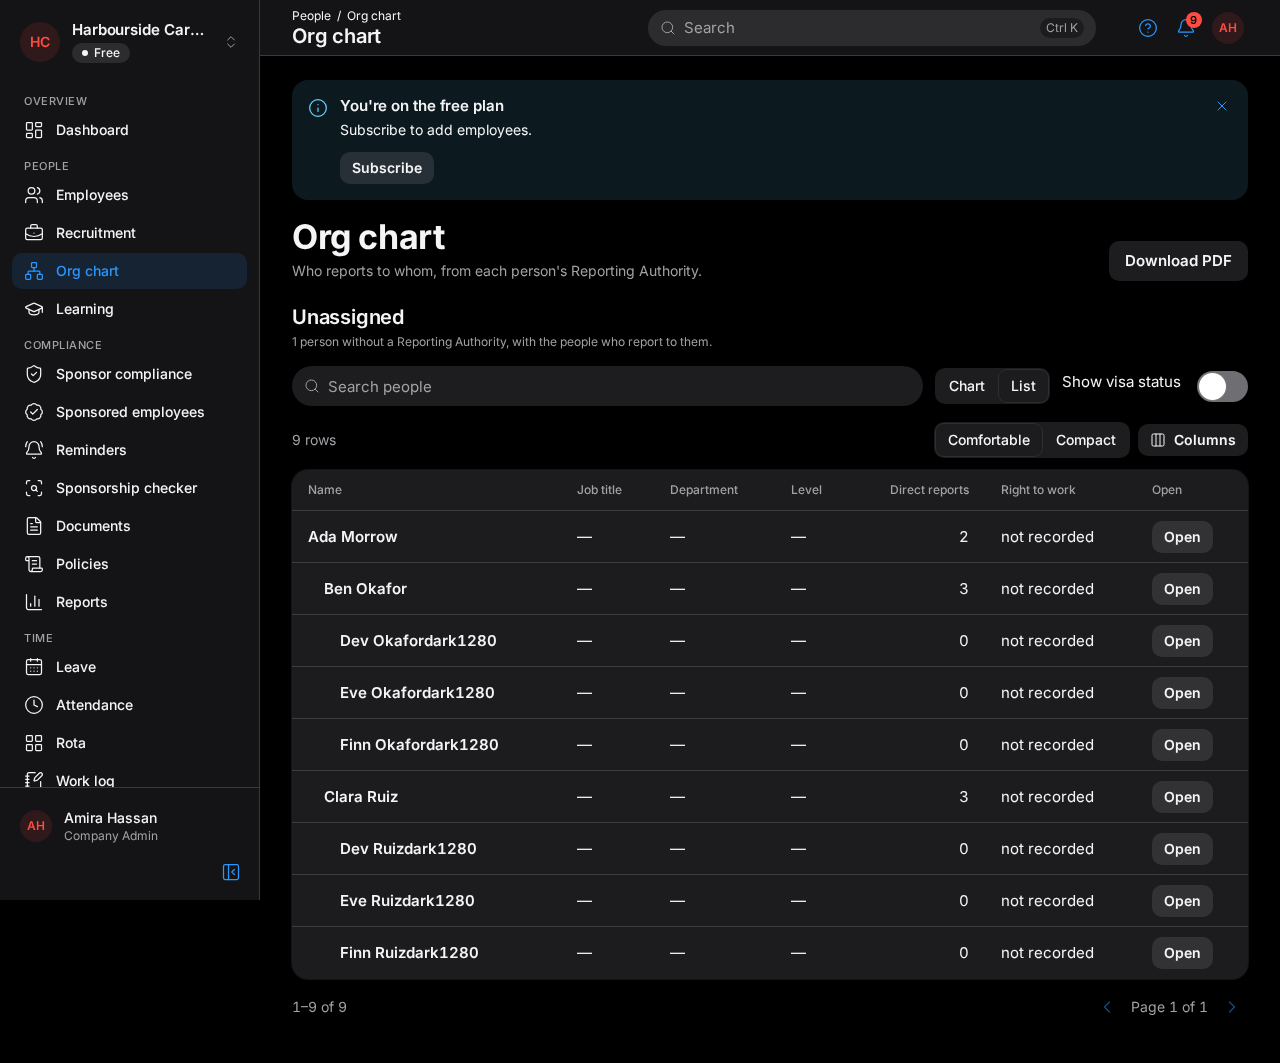 HC
Harbourside Car...
Free
OVERVIEW
Dashboard
PEOPLE
Employees
Recruitment
Org chart
Learning
COMPLIANCE
Sponsor compliance
Sponsored employees
Reminders
Sponsorship checker
Documents
Policies
Reports
TIME
Leave
Attendance
Rota
Work log
AH
Amira Hassan
Company Admin
People / Org chart
Org chart
Search
Ctrl K
9
AH
You're on the free plan
Subscribe to add employees.
Subscribe
Org chart
Who reports to whom, from each person's Reporting Authority.
Download PDF
Unassigned
1 person without a Reporting Authority, with the people who report to them.
Search people
Chart List Show visa status
9 rows
Comfortable Compact Columns
Name Job title Department Level Direct reports Right to work Open
Ada Morrow — — — 2 not recorded Open
Ben Okafor — — — 3 not recorded Open
Dev Okafordark1280 — — — 0 not recorded Open
Eve Okafordark1280 — — — 0 not recorded Open
Finn Okafordark1280 — — — 0 not recorded Open
Clara Ruiz — — — 3 not recorded Open
Dev Ruizdark1280 — — — 0 not recorded Open
Eve Ruizdark1280 — — — 0 not recorded Open
Finn Ruizdark1280 — — — 0 not recorded Open
1–9 of 9
Page 1 of 1